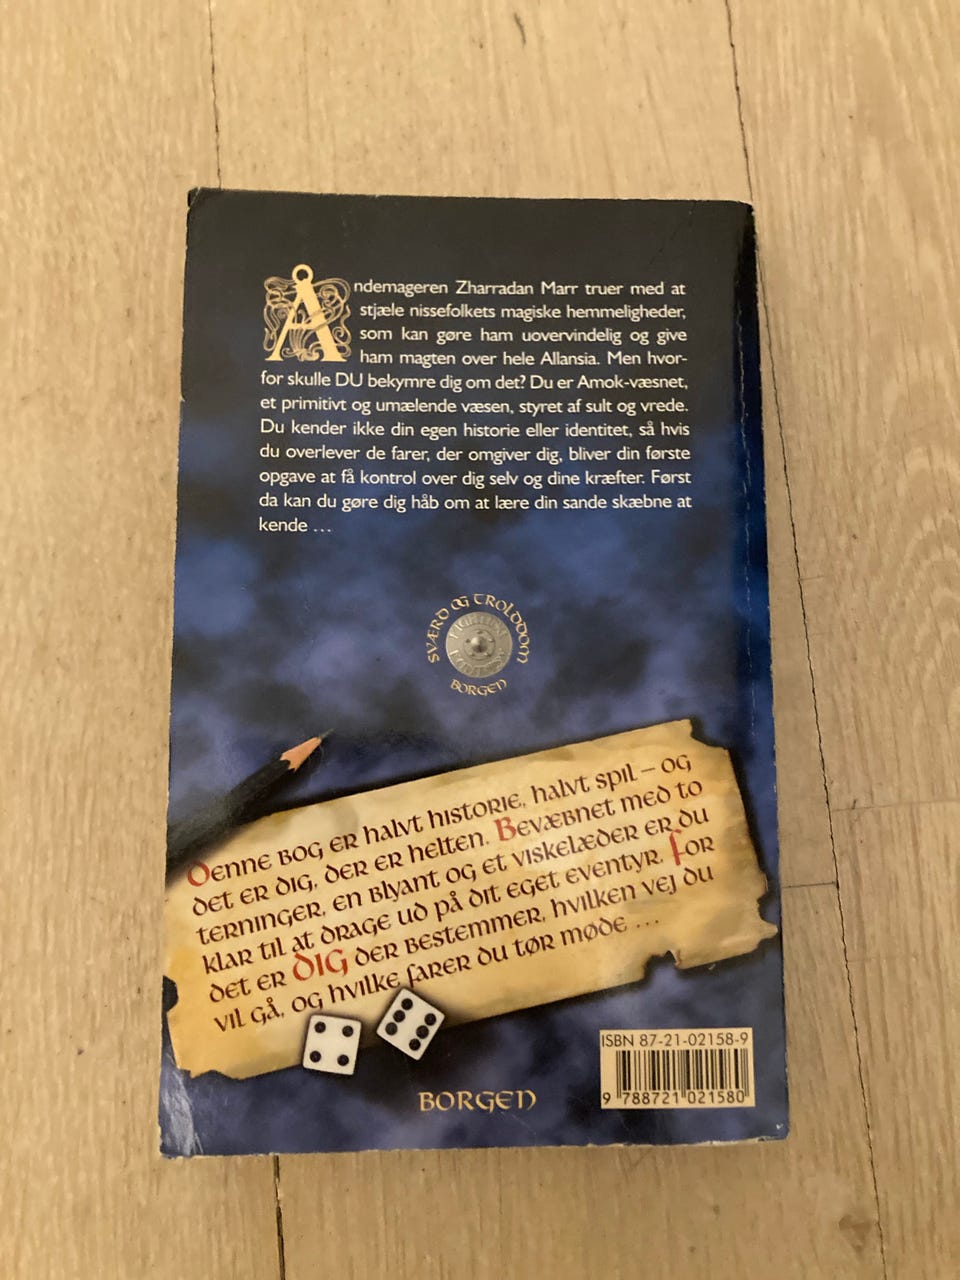 Åndemageren Zharradan Marr truer med at
stjæle nissefolkets magiske hemmeligheder,
som kan gøre ham uovervindelig og give
ham magten over hele Allansia. Men hvor-
for skulle DU bekymre dig om det? Du er Amok-væsnet,
et primitivt og umælende væsen, styret af sult og vrede.
Du kender ikke din egen historie eller identitet, så hvis
du overlever de farer, der omgiver dig, bliver din første
opgave at få kontrol over dig selv og dine kræfter. Først
da kan du gøre dig håb om at lære din sande skæbne at
kende ...
SVÆRD OG TROLDDOM
FIGHTING
FANTASY
BORGEN
Denne bog er halvt historie, halvt spil – og
det er dig, der er helten. Bevæbnet med to
terninger, en blyant og et viskelæder er du
klar til at drage ud på dit eget eventyr. For
det er DIG der bestemmer, hvilken vej du
vil gå, og hvilke farer du tør møde ...
BORGEN
ISBN 87-21-02158-9
9 788721 021580